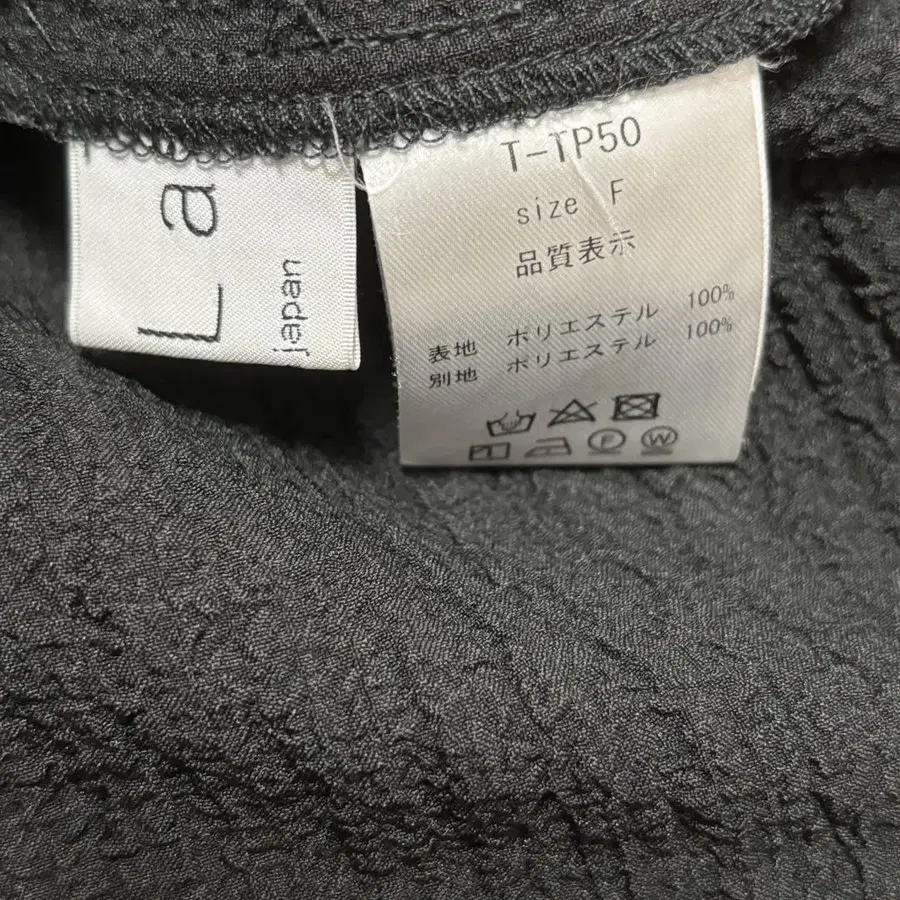 La
japan
T-TP50
size F
品質表示
表地 ポリエステル 100%
別地 ポリエステル 100%
F W